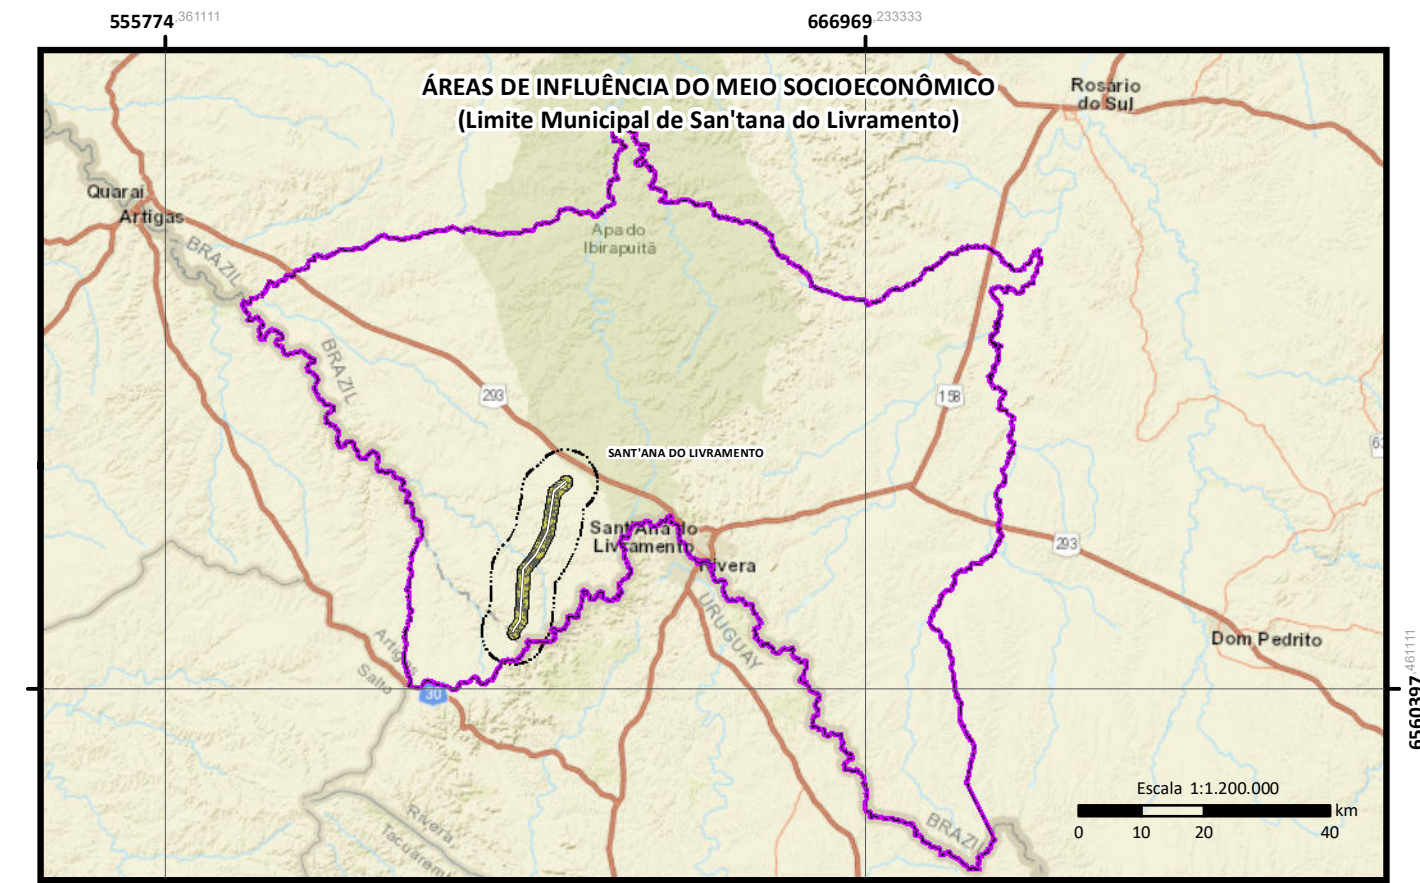 555774,361111
666969,233333
ÁREAS DE INFLUÊNCIA DO MEIO SOCIOECONÔMICO
(Limite Municipal de San'tana do Livramento)
Rosário
do Sul
Quarai
Artigas
BRAZIL
Apa do
Ibirapuitã
BRAZIL
293
158
SANT'ANA DO LIVRAMENTO
Sant'Ana do
Livramento
Rivera
293
URUGUAY
Dom Pedrito
Artigas
Salto
30
6560397,461111
Escala 1:1.200.000
km
0 10 20 40
Rivera,
BRAZIL